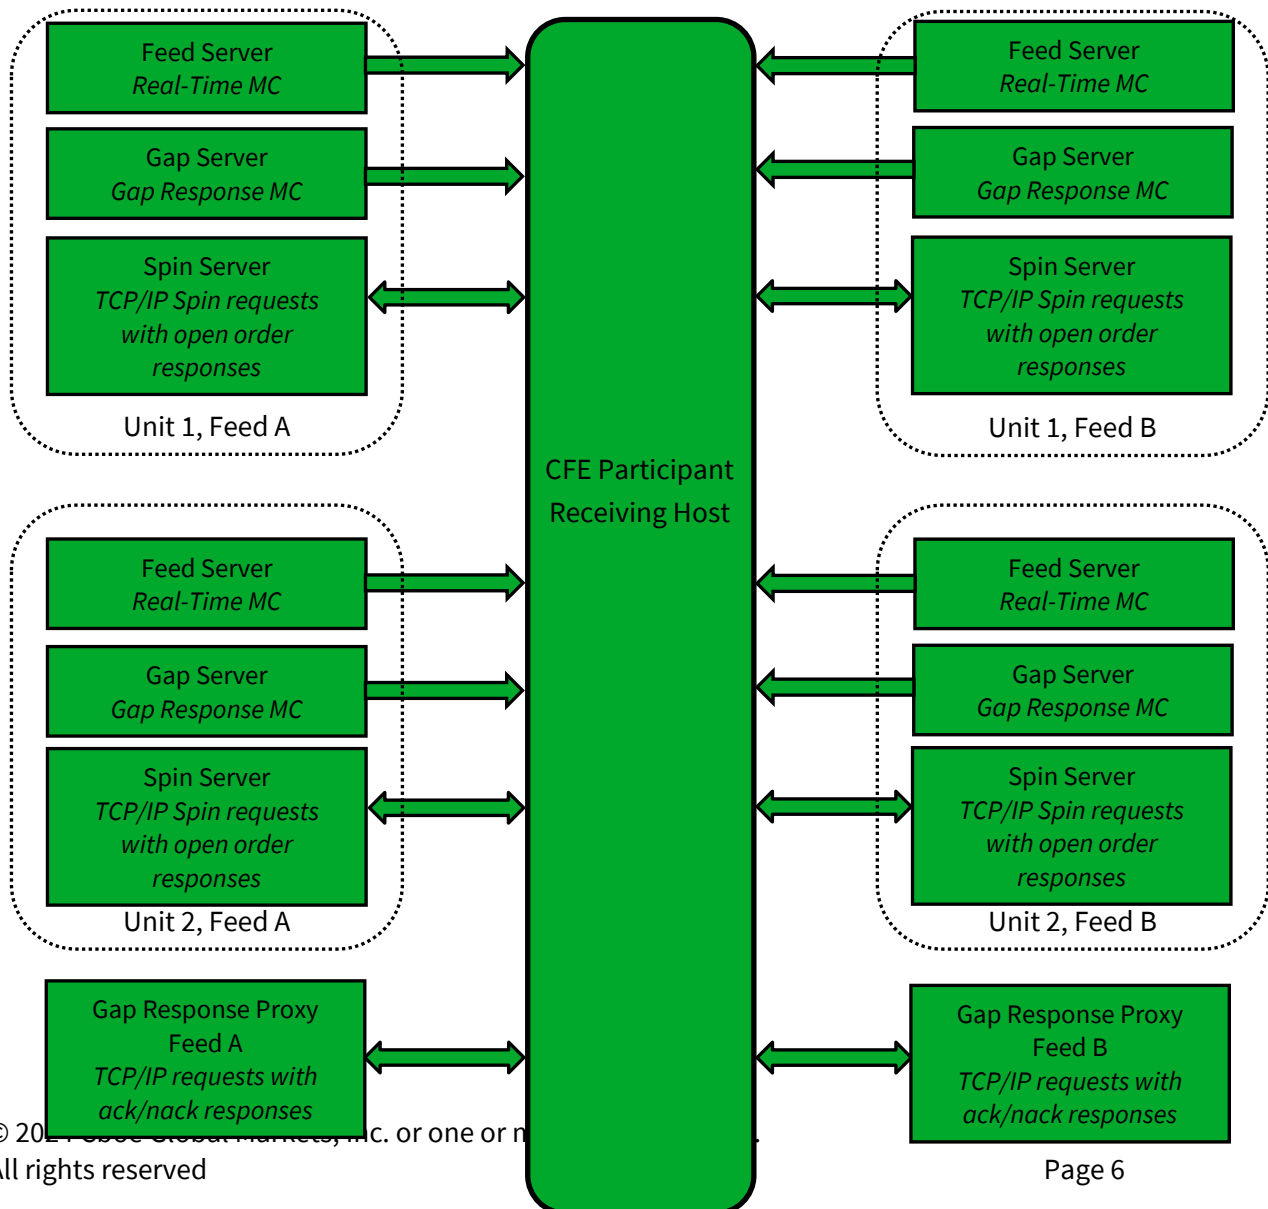 Feed Server
Real-Time MC
Gap Server
Gap Response MC
Spin Server
TCP/IP Spin requests
with open order
responses
Unit 1, Feed A
Feed Server
Real-Time MC
Gap Server
Gap Response MC
Spin Server
TCP/IP Spin requests
with open order
responses
Unit 1, Feed B
CFE Participant
Receiving Host
Feed Server
Real-Time MC
Gap Server
Gap Response MC
Spin Server
TCP/IP Spin requests
with open order
responses
Unit 2, Feed A
Feed Server
Real-Time MC
Gap Server
Gap Response MC
Spin Server
TCP/IP Spin requests
with open order
responses
Unit 2, Feed B
Gap Response Proxy
Feed A
TCP/IP requests with
ack/nack responses
Gap Response Proxy
Feed B
TCP/IP requests with
ack/nack responses
© Cboe Global Markets, Inc. or one or
All rights reserved
Page 6